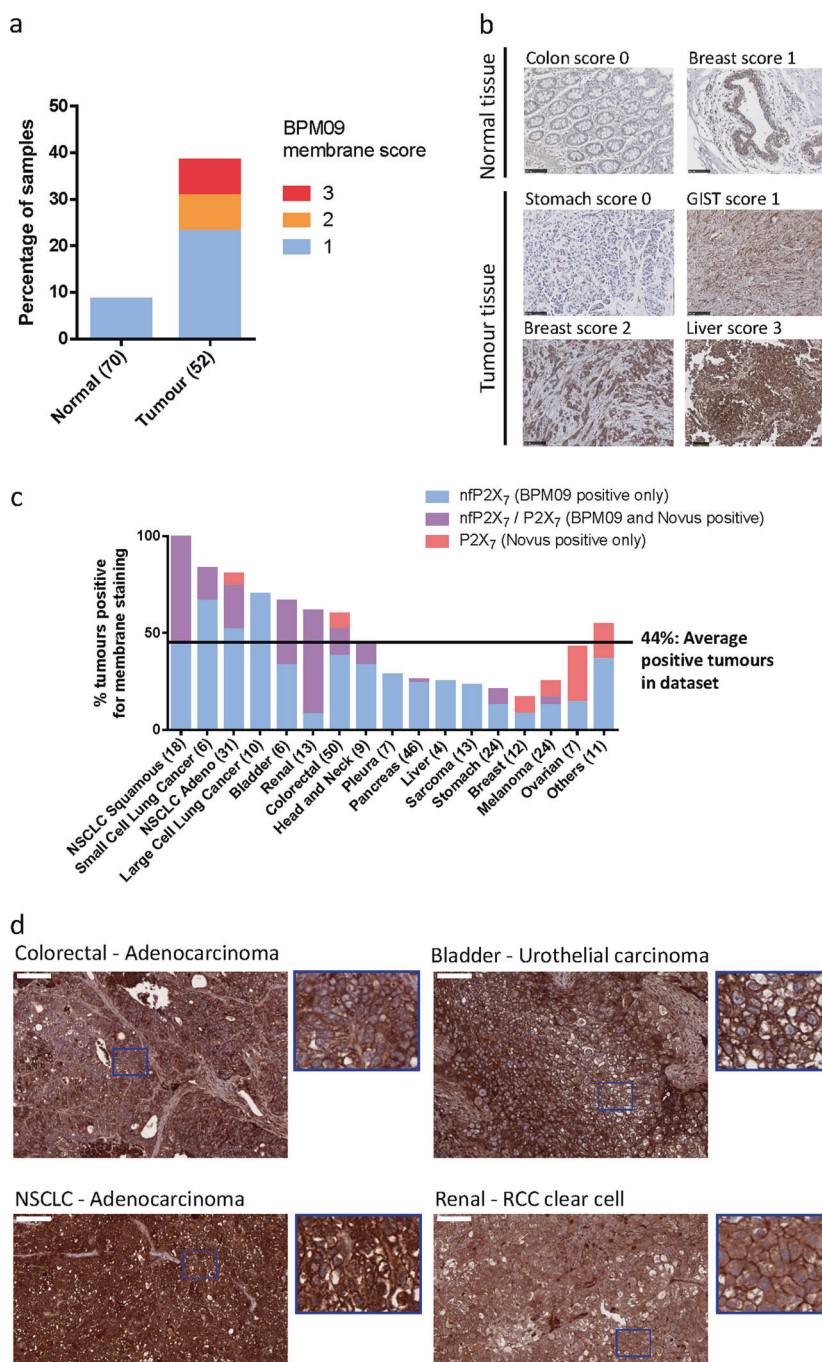 a
50
40
30
20
10
0
Percentage of samples
Normal (70)
Tumour (52)
BPM09
membrane score
3
2
1
b
Normal tissue
Colon score 0
Breast score 1
Tumour tissue
Stomach score 0
GIST score 1
Breast score 2
Liver score 3
c
nfP2X₇ (BPM09 positive only)
nfP2X₇ / P2X₇ (BPM09 and Novus positive)
P2X₇ (Novus positive only)
100
50
0
% tumours positive
for membrane staining
44%: Average
positive tumours
in dataset
NSCLC Squamous (18)
Small Cell Lung Cancer (6)
NSCLC Adeno (31)
Large Cell Lung Cancer (10)
Bladder (6)
Renal (13)
Colorectal (50)
Head and Neck (9)
Pleura (7)
Pancreas (46)
Liver (4)
Sarcoma (13)
Stomach (24)
Breast (12)
Melanoma (24)
Ovarian (7)
Others (11)
d
Colorectal - Adenocarcinoma
Bladder - Urothelial carcinoma
NSCLC - Adenocarcinoma
Renal - RCC clear cell